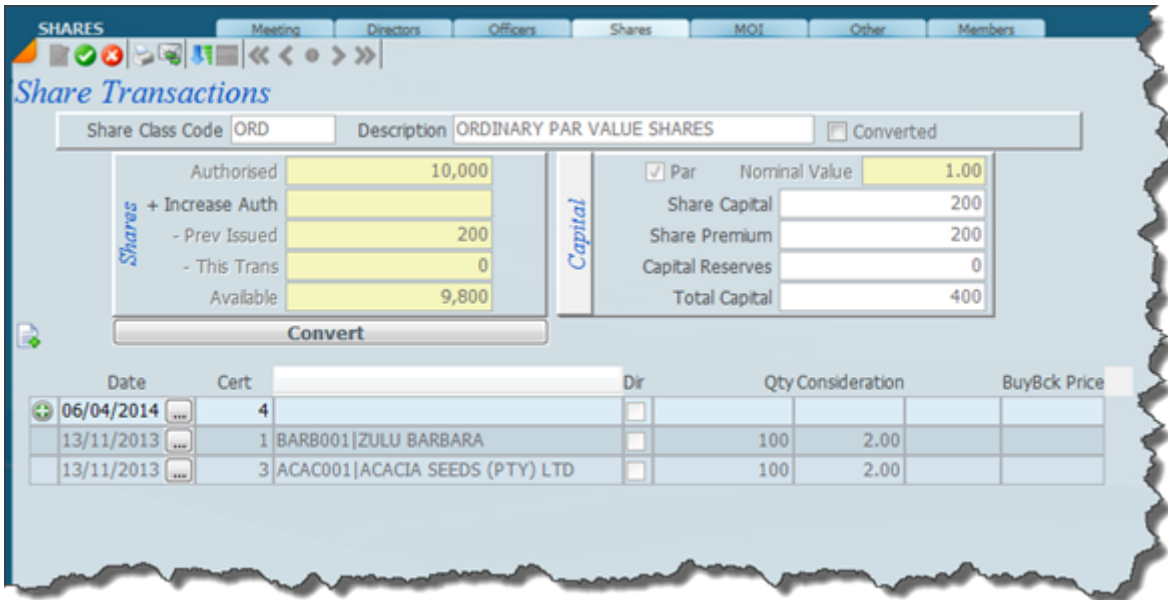 SHARES Meeting Directors Officers Shares MOI Other Members
Share Transactions
Share Class Code ORD Description ORDINARY PAR VALUE SHARES Converted
Shares
Authorised 10,000
+ Increase Auth
- Prev Issued 200
- This Trans 0
Available 9,800
Capital
Par Nominal Value 1.00
Share Capital 200
Share Premium 200
Capital Reserves 0
Total Capital 400
Convert
Date Cert Dir Qty Consideration BuyBck Price
06/04/2014 ... 4
13/11/2013 ... 1 BARB001|ZULU BARBARA 100 2.00
13/11/2013 ... 3 ACAC001|ACACIA SEEDS (PTY) LTD 100 2.00